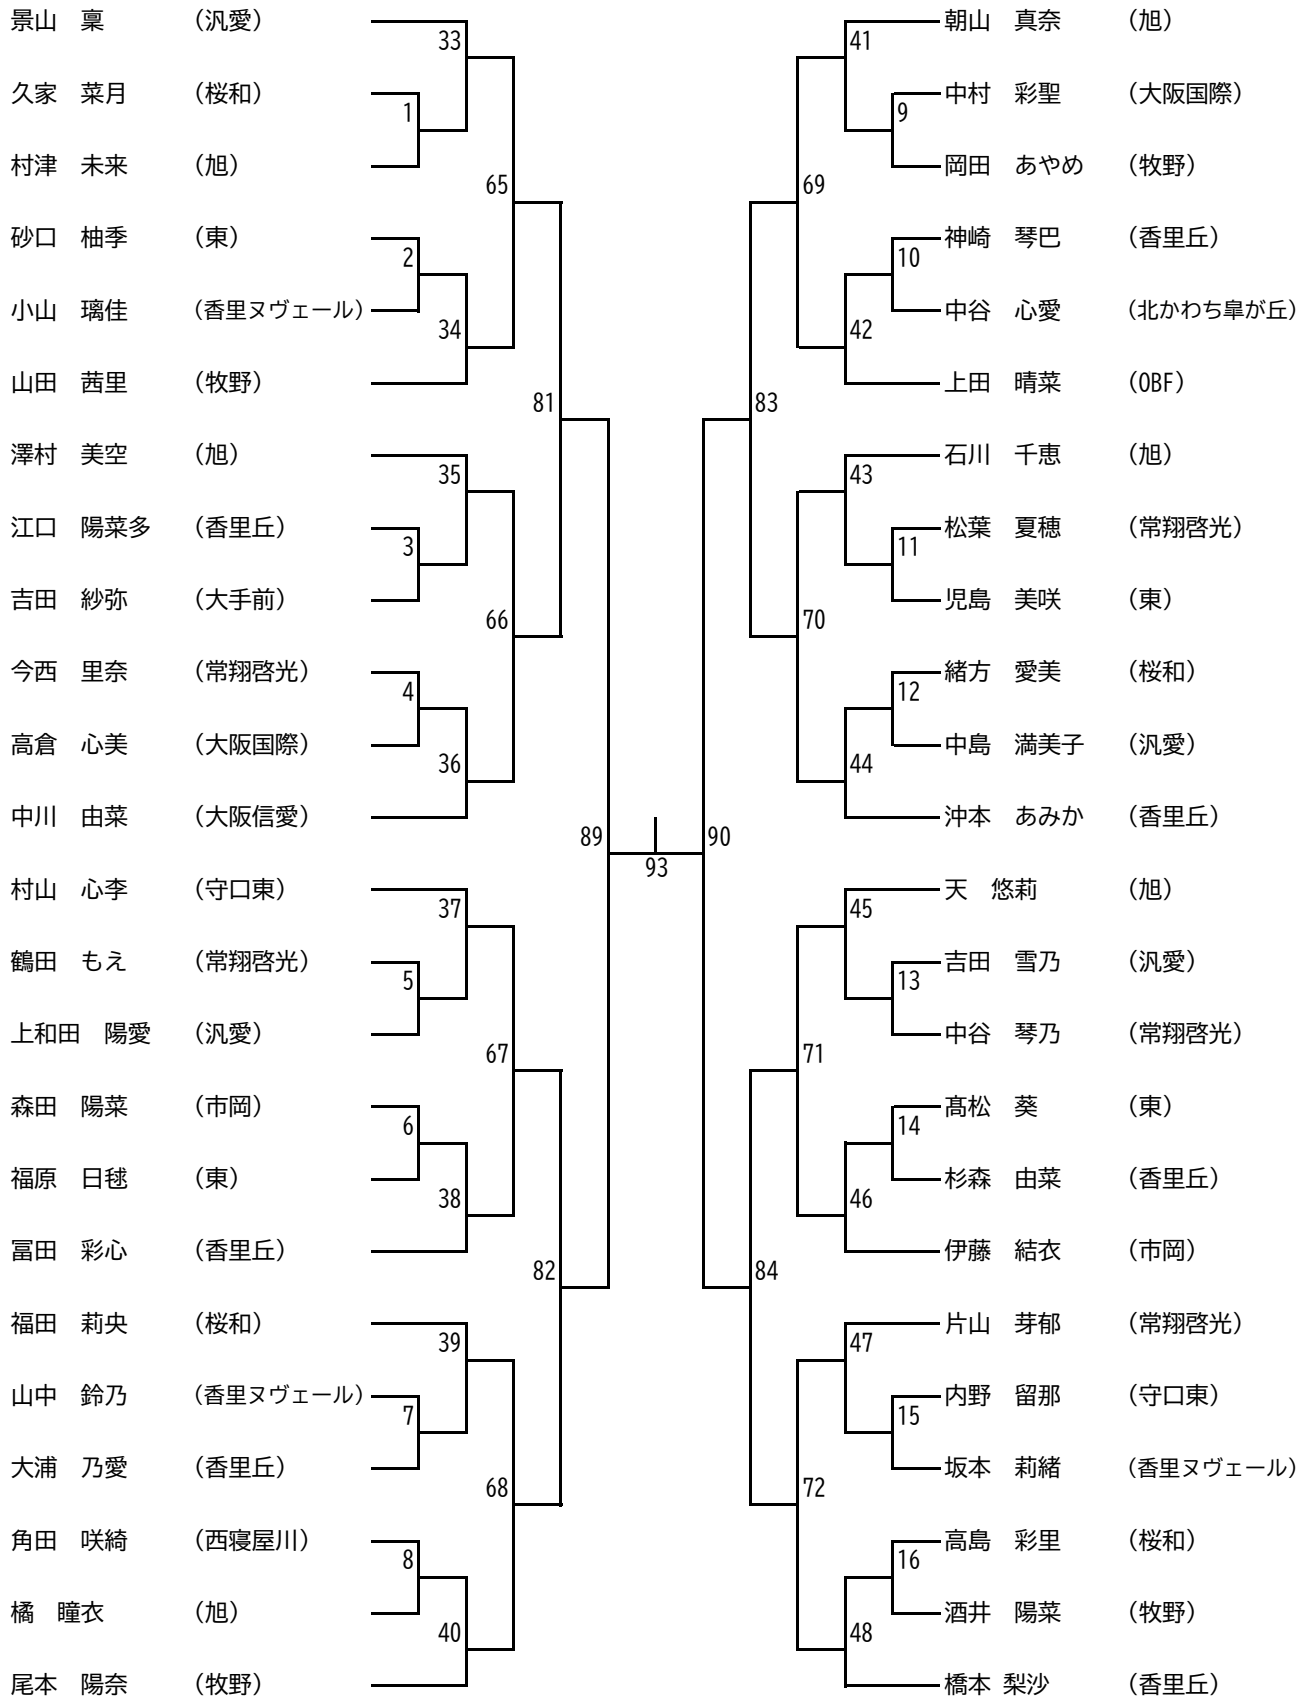 景山　稟　（汎愛）
33
久家　菜月　（桜和）
1
村津　未来　（旭）
65
砂口　柚季　（東）
2
小山　璃佳　（香里ヌヴェール）
34
山田　茜里　（牧野）
81
澤村　美空　（旭）
35
江口　陽菜多　（香里丘）
3
吉田　紗弥　（大手前）
66
今西　里奈　（常翔啓光）
4
高倉　心美　（大阪国際）
36
中川　由菜　（大阪信愛）
89
村山　心李　（守口東）
37
鶴田　もえ　（常翔啓光）
5
上和田　陽愛　（汎愛）
67
森田　陽菜　（市岡）
6
福原　日毬　（東）
38
冨田　彩心　（香里丘）
82
福田　莉央　（桜和）
39
山中　鈴乃　（香里ヌヴェール）
7
大浦　乃愛　（香里丘）
68
角田　咲綺　（西寝屋川）
8
橘　瞳衣　（旭）
40
尾本　陽奈　（牧野）
93
朝山　真奈　（旭）
41
中村　彩聖　（大阪国際）
9
岡田　あやめ　（牧野）
69
神崎　琴巴　（香里丘）
10
中谷　心愛　（北かわち皐が丘）
42
上田　晴菜　（OBF）
83
石川　千恵　（旭）
43
松葉　夏穂　（常翔啓光）
11
児島　美咲　（東）
70
緒方　愛美　（桜和）
12
中島　満美子　（汎愛）
44
沖本　あみか　（香里丘）
90
天　悠莉　（旭）
45
吉田　雪乃　（汎愛）
13
中谷　琴乃　（常翔啓光）
71
髙松　葵　（東）
14
杉森　由菜　（香里丘）
46
伊藤　結衣　（市岡）
84
片山　芽郁　（常翔啓光）
47
内野　留那　（守口東）
15
坂本　莉緒　（香里ヌヴェール）
72
高島　彩里　（桜和）
16
酒井　陽菜　（牧野）
48
橋本 梨沙　（香里丘）